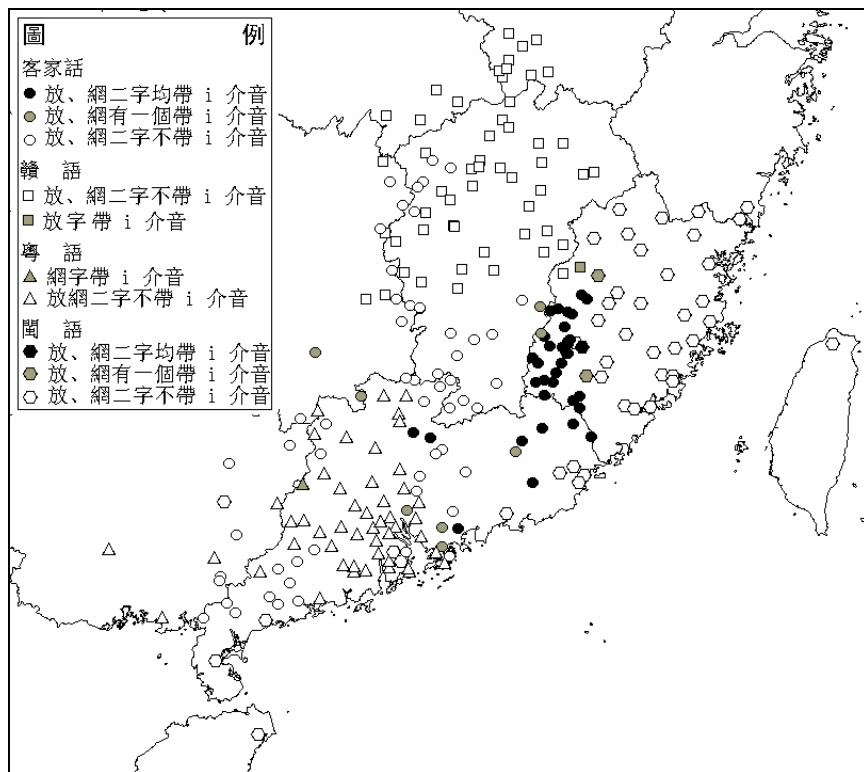 圖 例
客家話
放、網二字均帶 i 介音
放、網有一個帶 i 介音
放、網二字不帶 i 介音
贛 語
放、網二字不帶 i 介音
放字帶 i 介音
粵 語
網字帶 i 介音
放網二字不帶 i 介音
閩 語
放、網二字均帶 i 介音
放、網有一個帶 i 介音
放、網二字不帶 i 介音